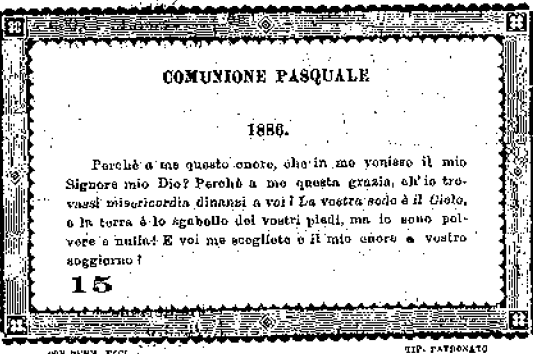 COMUNIONE PASQUALE
1886.
Perchè a me questo onore, che in me venisse il mio
Signore mio Dio? Perchè a me questa grazia, ch'io tro-
vassi misericordia dinanzi a voi? La vostra sede è il Cielo,
e la terra è lo sgabello dei vostri piedi, ma io sono pol-
vere e nulla! E voi me scegliete e il mio cuore a vostro
soggiorno?
15
TIP. PATRONATO